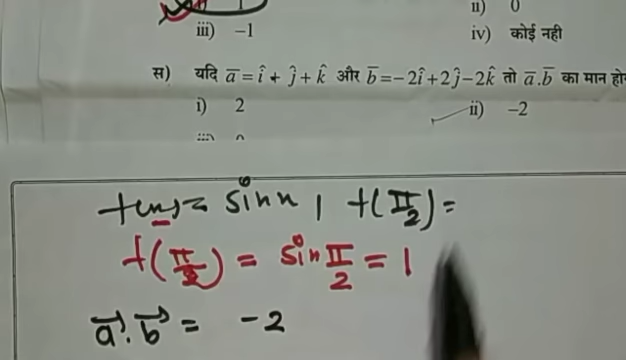 ii) 0
iii) -1
iv) कोई नही
स) यदि a̅=î+ĵ+k̂ और b̅=-2î+2ĵ-2k̂ तो a̅.b̅ का मान
i) 2
ii) -2
f(x)= sin x , f(π/2)=
f(π/2) = sin π/2 = 1
a⃗.b⃗ = -2